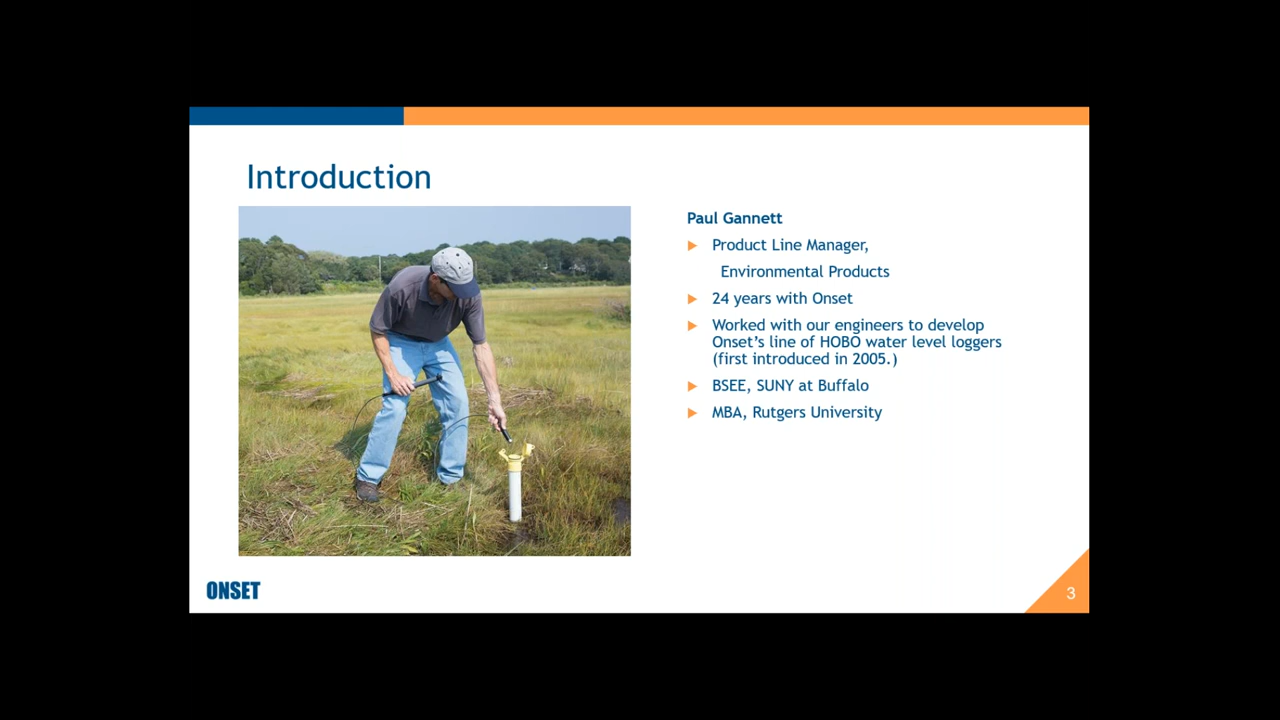 Introduction
Paul Gannett
Product Line Manager,
Environmental Products
24 years with Onset
Worked with our engineers to develop
Onset's line of HOBO water level loggers
(first introduced in 2005.)
BSEE, SUNY at Buffalo
MBA, Rutgers University
ONSET
3